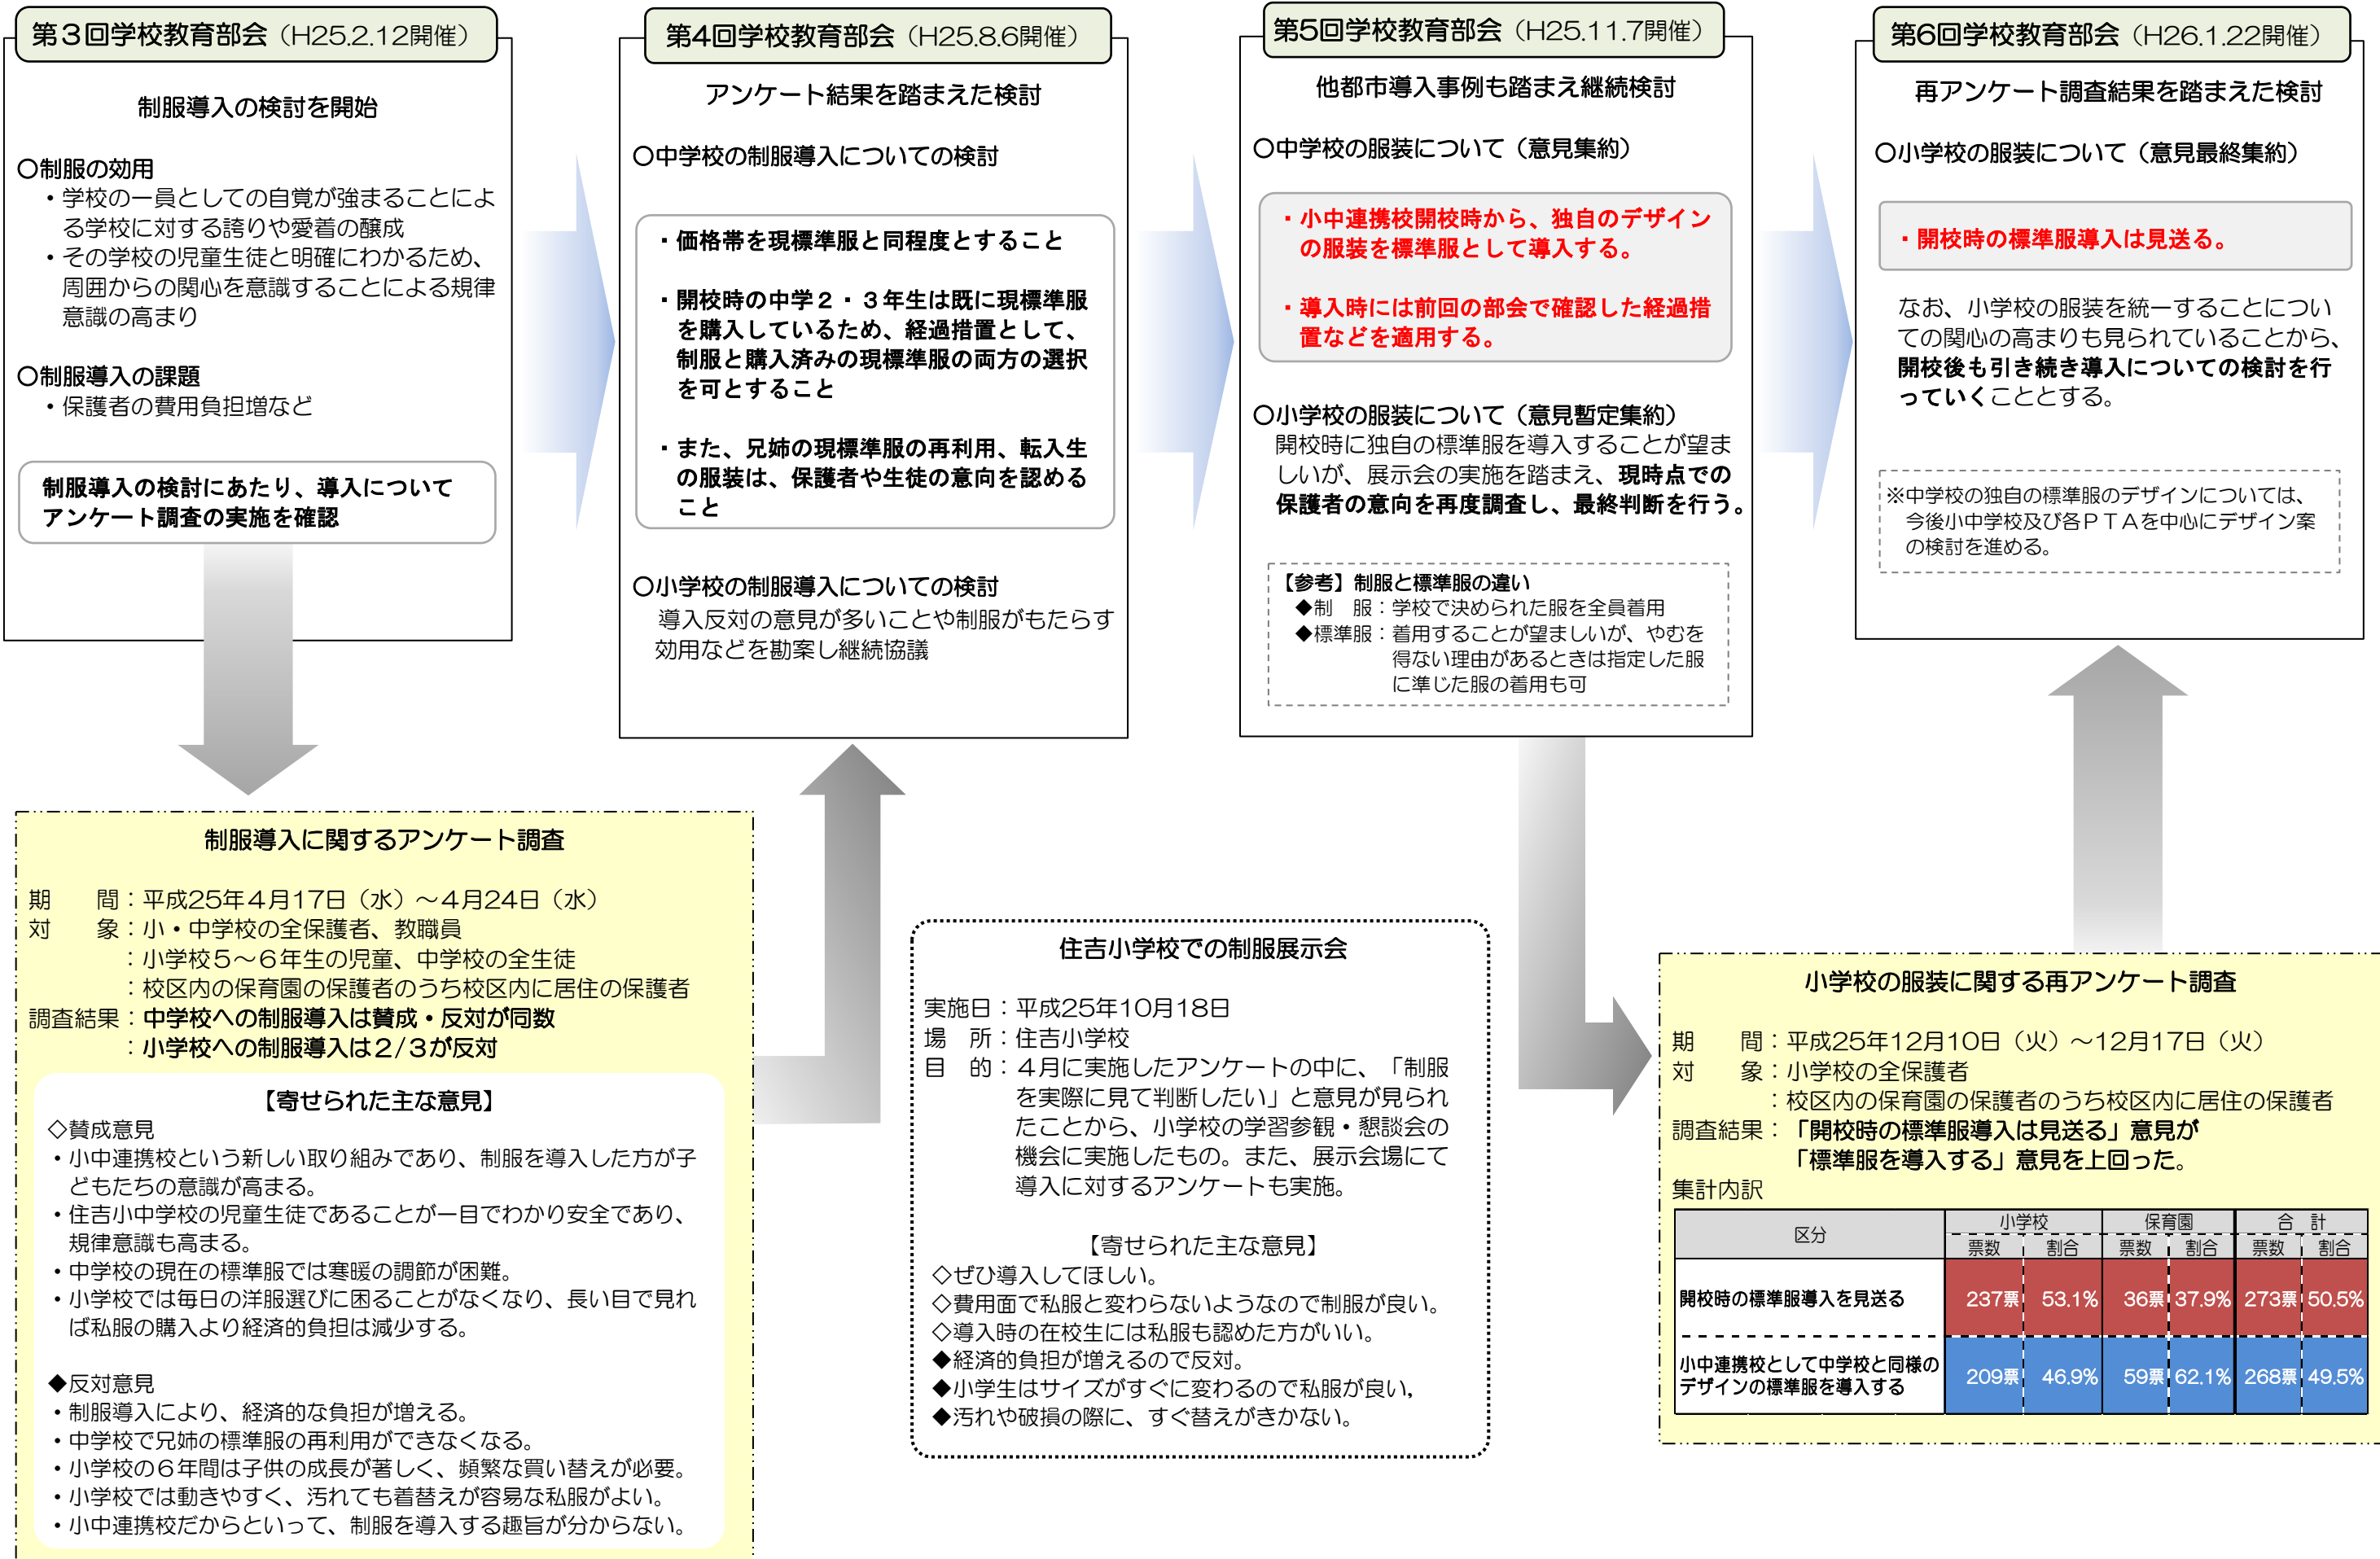 第３回学校教育部会（H25.2.12開催）
制服導入の検討を開始
〇制服の効用
・学校の一員としての自覚が強まることによ
る学校に対する誇りや愛着の醸成
・その学校の児童生徒と明確にわかるため、
周囲からの関心を意識することによる規律
意識の高まり
〇制服導入の課題
・保護者の費用負担増など
制服導入の検討にあたり、導入について
アンケート調査の実施を確認
第4回学校教育部会（H25.8.6開催）
アンケート結果を踏まえた検討
〇中学校の制服導入についての検討
・価格帯を現標準服と同程度とすること
・開校時の中学２・３年生は既に現標準服
を購入しているため、経過措置として、
制服と購入済みの現標準服の両方の選択
を可とすること
・また、兄姉の現標準服の再利用、転入生
の服装は、保護者や生徒の意向を認める
こと
〇小学校の制服導入についての検討
導入反対の意見が多いことや制服がもたらす
効用などを勘案し継続協議
第5回学校教育部会（H25.11.7開催）
他都市導入事例も踏まえ継続検討
〇中学校の服装について（意見集約）
・小中連携校開校時から、独自のデザイン
の服装を標準服として導入する。
・導入時には前回の部会で確認した経過措
置などを適用する。
〇小学校の服装について（意見暫定集約）
開校時に独自の標準服を導入することが望ま
しいが、展示会の実施を踏まえ、現時点での
保護者の意向を再度調査し、最終判断を行う。
【参考】制服と標準服の違い
◆制　服：学校で決められた服を全員着用
◆標準服：着用することが望ましいが、やむを
得ない理由があるときは指定した服
に準じた服の着用も可
第6回学校教育部会（H26.1.22開催）
再アンケート調査結果を踏まえた検討
〇小学校の服装について（意見最終集約）
・開校時の標準服導入は見送る。
なお、小学校の服装を統一することについ
ての関心の高まりも見られていることから、
開校後も引き続き導入についての検討を行
っていくこととする。
※中学校の独自の標準服のデザインについては、
今後小中学校及び各ＰＴＡを中心にデザイン案
の検討を進める。
制服導入に関するアンケート調査
期　　間：平成25年４月17日（水）～４月24日（水）
対　　象：小・中学校の全保護者、教職員
：小学校５～６年生の児童、中学校の全生徒
：校区内の保育園の保護者のうち校区内に居住の保護者
調査結果：中学校への制服導入は賛成・反対が同数
：小学校への制服導入は２/３が反対
【寄せられた主な意見】
◇賛成意見
・小中連携校という新しい取り組みであり、制服を導入した方が子
どもたちの意識が高まる。
・住吉小中学校の児童生徒であることが一目でわかり安全であり、
規律意識も高まる。
・中学校の現在の標準服では寒暖の調節が困難。
・小学校では毎日の洋服選びに困ることがなくなり、長い目で見れ
ば私服の購入より経済的負担は減少する。
◆反対意見
・制服導入により、経済的な負担が増える。
・中学校で兄姉の標準服の再利用ができなくなる。
・小学校の６年間は子供の成長が著しく、頻繁な買い替えが必要。
・小学校では動きやすく、汚れても着替えが容易な私服がよい。
・小中連携校だからといって、制服を導入する趣旨が分からない。
住吉小学校での制服展示会
実施日：平成25年10月18日
場　所：住吉小学校
目　的：４月に実施したアンケートの中に、「制服
を実際に見て判断したい」と意見が見られ
たことから、小学校の学習参観・懇談会の
機会に実施したもの。また、展示会場にて
導入に対するアンケートも実施。
【寄せられた主な意見】
◇ぜひ導入してほしい。
◇費用面で私服と変わらないようなので制服が良い。
◇導入時の在校生には私服も認めた方がいい。
◆経済的負担が増えるので反対。
◆小学生はサイズがすぐに変わるので私服が良い，
◆汚れや破損の際に、すぐ替えがきかない。
小学校の服装に関する再アンケート調査
期　　間：平成25年12月10日（火）～12月17日（火）
対　　象：小学校の全保護者
：校区内の保育園の保護者のうち校区内に居住の保護者
調査結果：「開校時の標準服導入は見送る」意見が
「標準服を導入する」意見を上回った。
集計内訳
区分　小学校　保育園　合　計
票数　割合　票数　割合　票数　割合
開校時の標準服導入を見送る　237票　53.1%　36票　37.9%　273票　50.5%
小中連携校として中学校と同様の
デザインの標準服を導入する　209票　46.9%　59票　62.1%　268票　49.5%